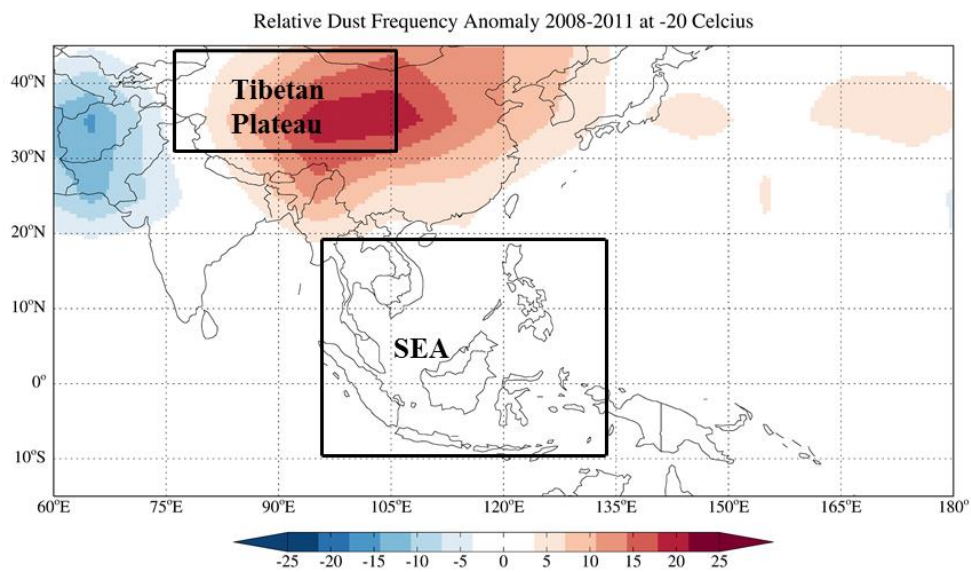 Relative Dust Frequency Anomaly 2008-2011 at -20 Celcius
40°N
30°N
20°N
10°N
0°
10°S
Tibetan
Plateau
SEA
60°E 75°E 90°E 105°E 120°E 135°E 150°E 165°E 180°
-25 -20 -15 -10 -5 0 5 10 15 20 25